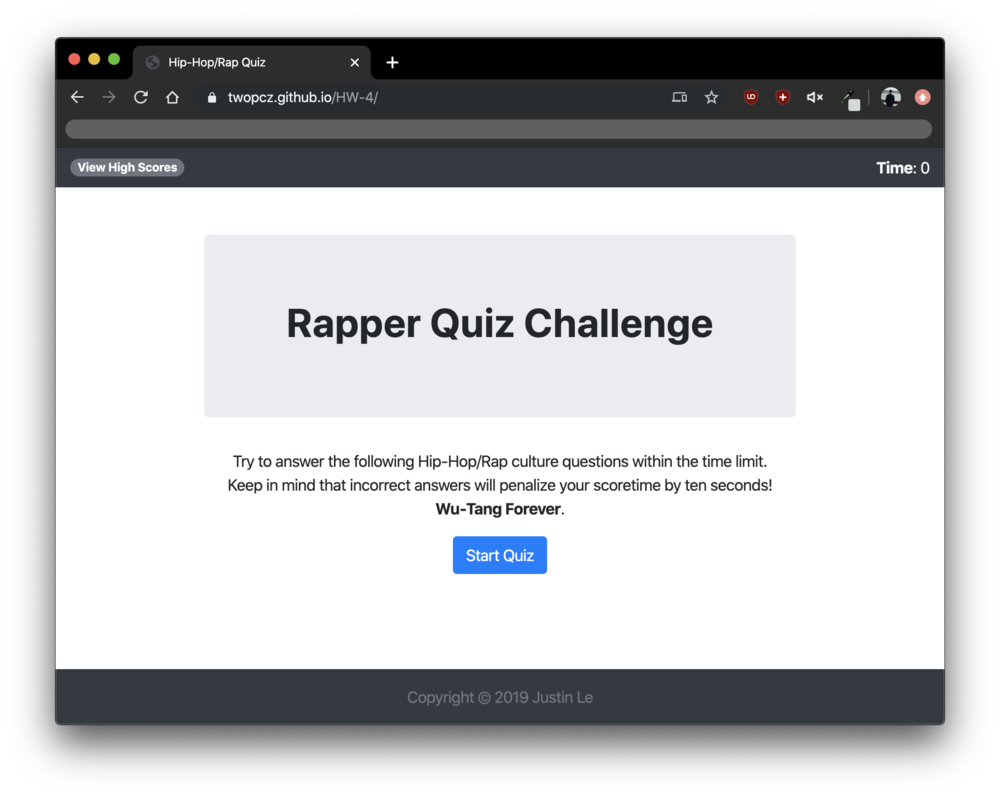 Hip-Hop/Rap Quiz
twopcz.github.io/HW-4/
View High Scores
Time: 0
Rapper Quiz Challenge
Try to answer the following Hip-Hop/Rap culture questions within the time limit.
Keep in mind that incorrect answers will penalize your scoretime by ten seconds!
Wu-Tang Forever.
Start Quiz
Copyright © 2019 Justin Le